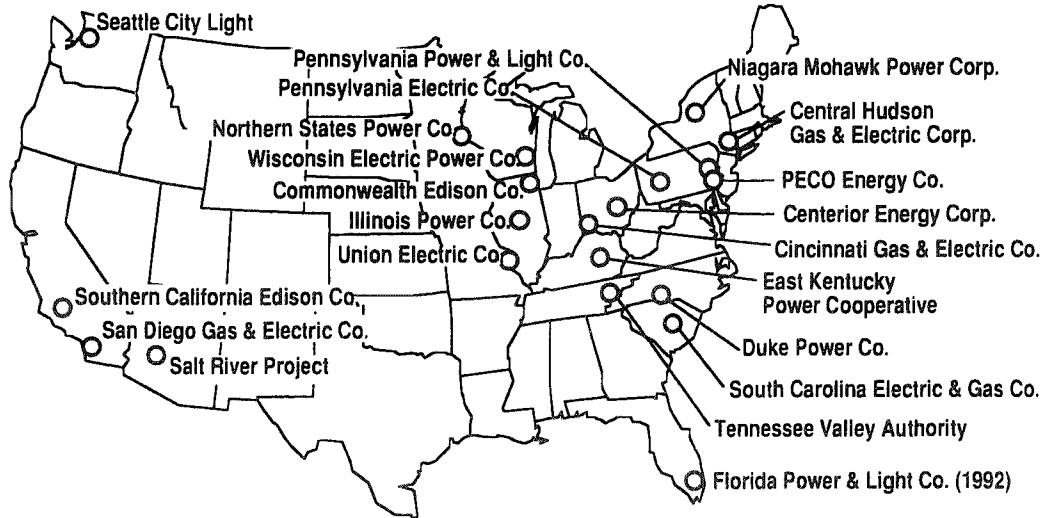 Seattle City Light
Pennsylvania Power & Light Co.
Pennsylvania Electric Co.
Northern States Power Co.
Wisconsin Electric Power Co.
Commonwealth Edison Co.
Illinois Power Co.
Union Electric Co.
Southern California Edison Co.
San Diego Gas & Electric Co.
Salt River Project
Niagara Mohawk Power Corp.
Central Hudson
Gas & Electric Corp.
PECO Energy Co.
Centerior Energy Corp.
Cincinnati Gas & Electric Co.
East Kentucky
Power Cooperative
Duke Power Co.
South Carolina Electric & Gas Co.
Tennessee Valley Authority
Florida Power & Light Co. (1992)